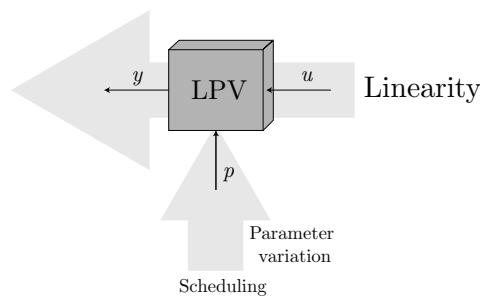 y
LPV
u
Linearity
p
Parameter
variation
Scheduling